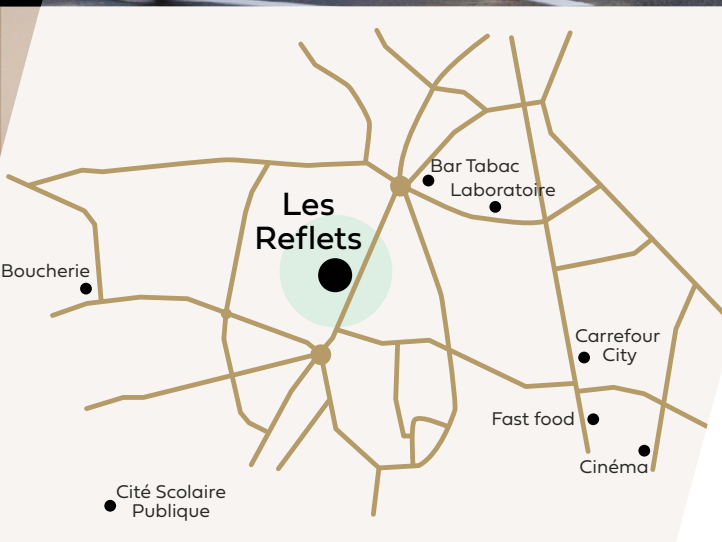 Bar Tabac
Laboratoire
Les
Reflets
Boucherie
Carrefour
City
Fast food
Cinéma
Cité Scolaire
Publique